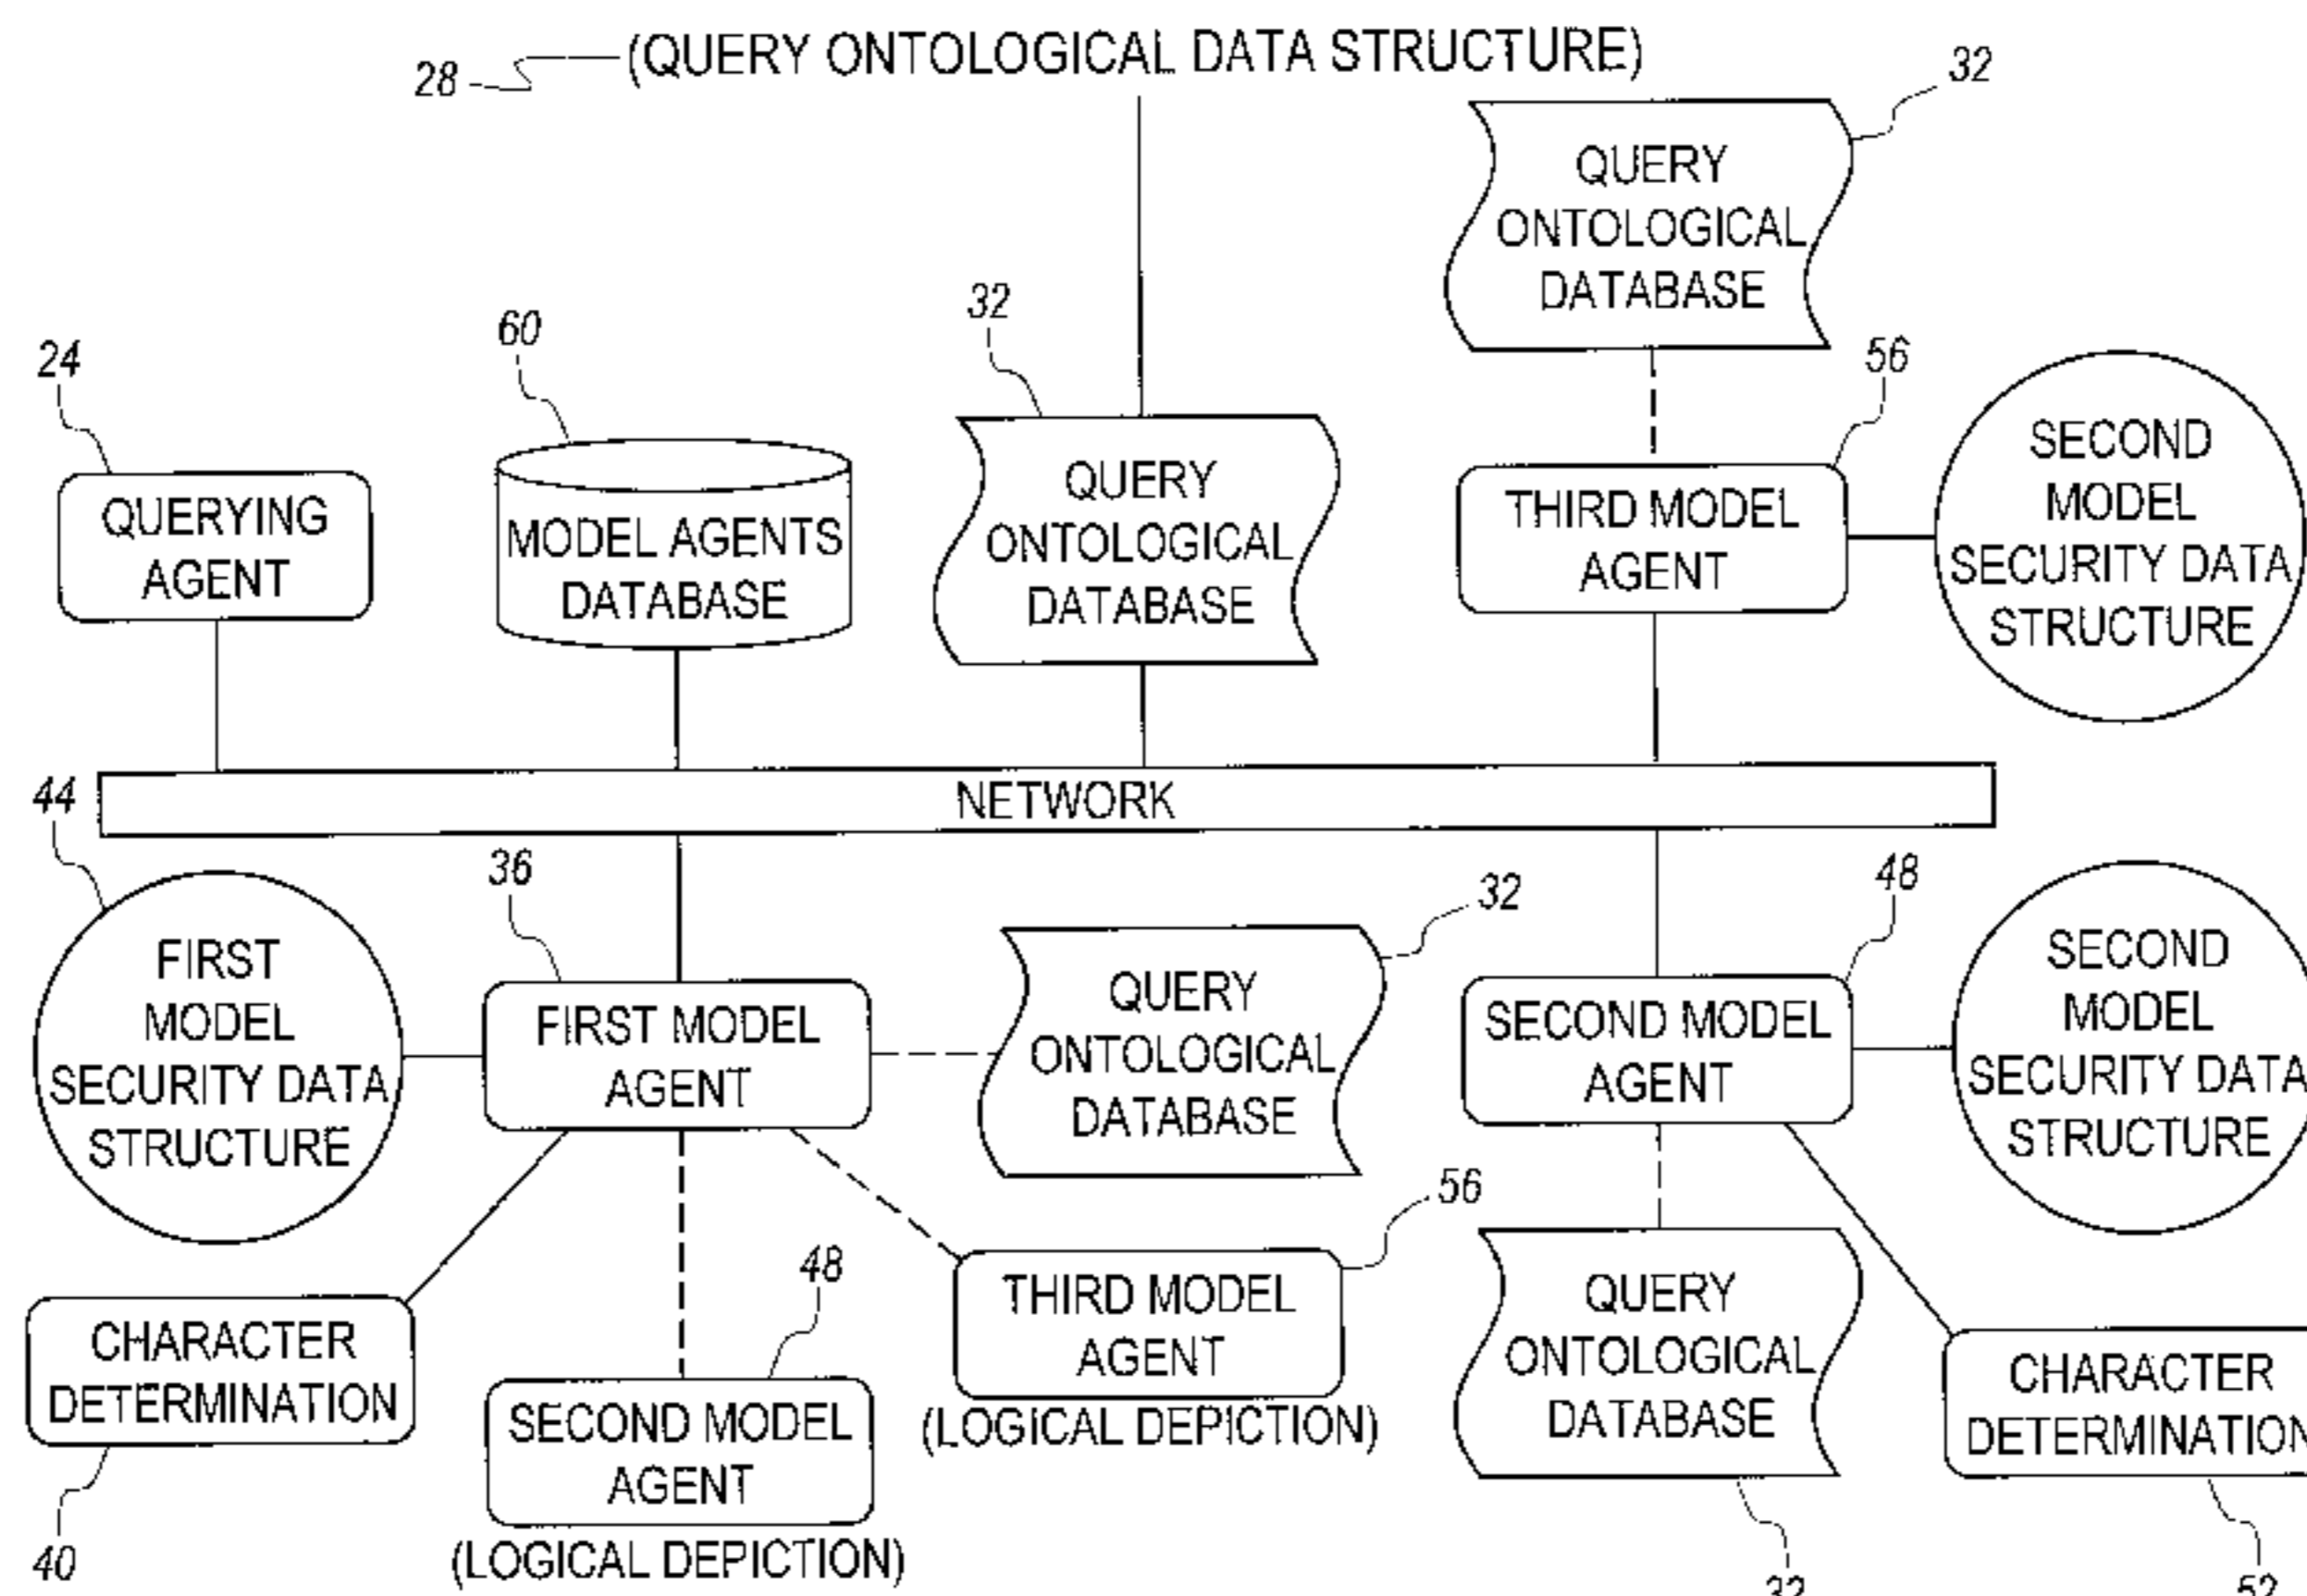 28
(QUERY ONTOLOGICAL DATA STRUCTURE)
32
QUERY
ONTOLOGICAL
DATABASE
24
QUERYING
AGENT
60
MODEL AGENTS
DATABASE
32
QUERY
ONTOLOGICAL
DATABASE
56
THIRD MODEL
AGENT
SECOND
MODEL
SECURITY DATA
STRUCTURE
NETWORK
44
FIRST
MODEL
SECURITY DATA
STRUCTURE
36
FIRST MODEL
AGENT
32
QUERY
ONTOLOGICAL
DATABASE
48
SECOND MODEL
AGENT
SECOND
MODEL
SECURITY DATA
STRUCTURE
CHARACTER
DETERMINATION
40
48
SECOND MODEL
AGENT
(LOGICAL DEPICTION)
56
THIRD MODEL
AGENT
(LOGICAL DEPICTION)
QUERY
ONTOLOGICAL
DATABASE
32
CHARACTER
DETERMINATION
52